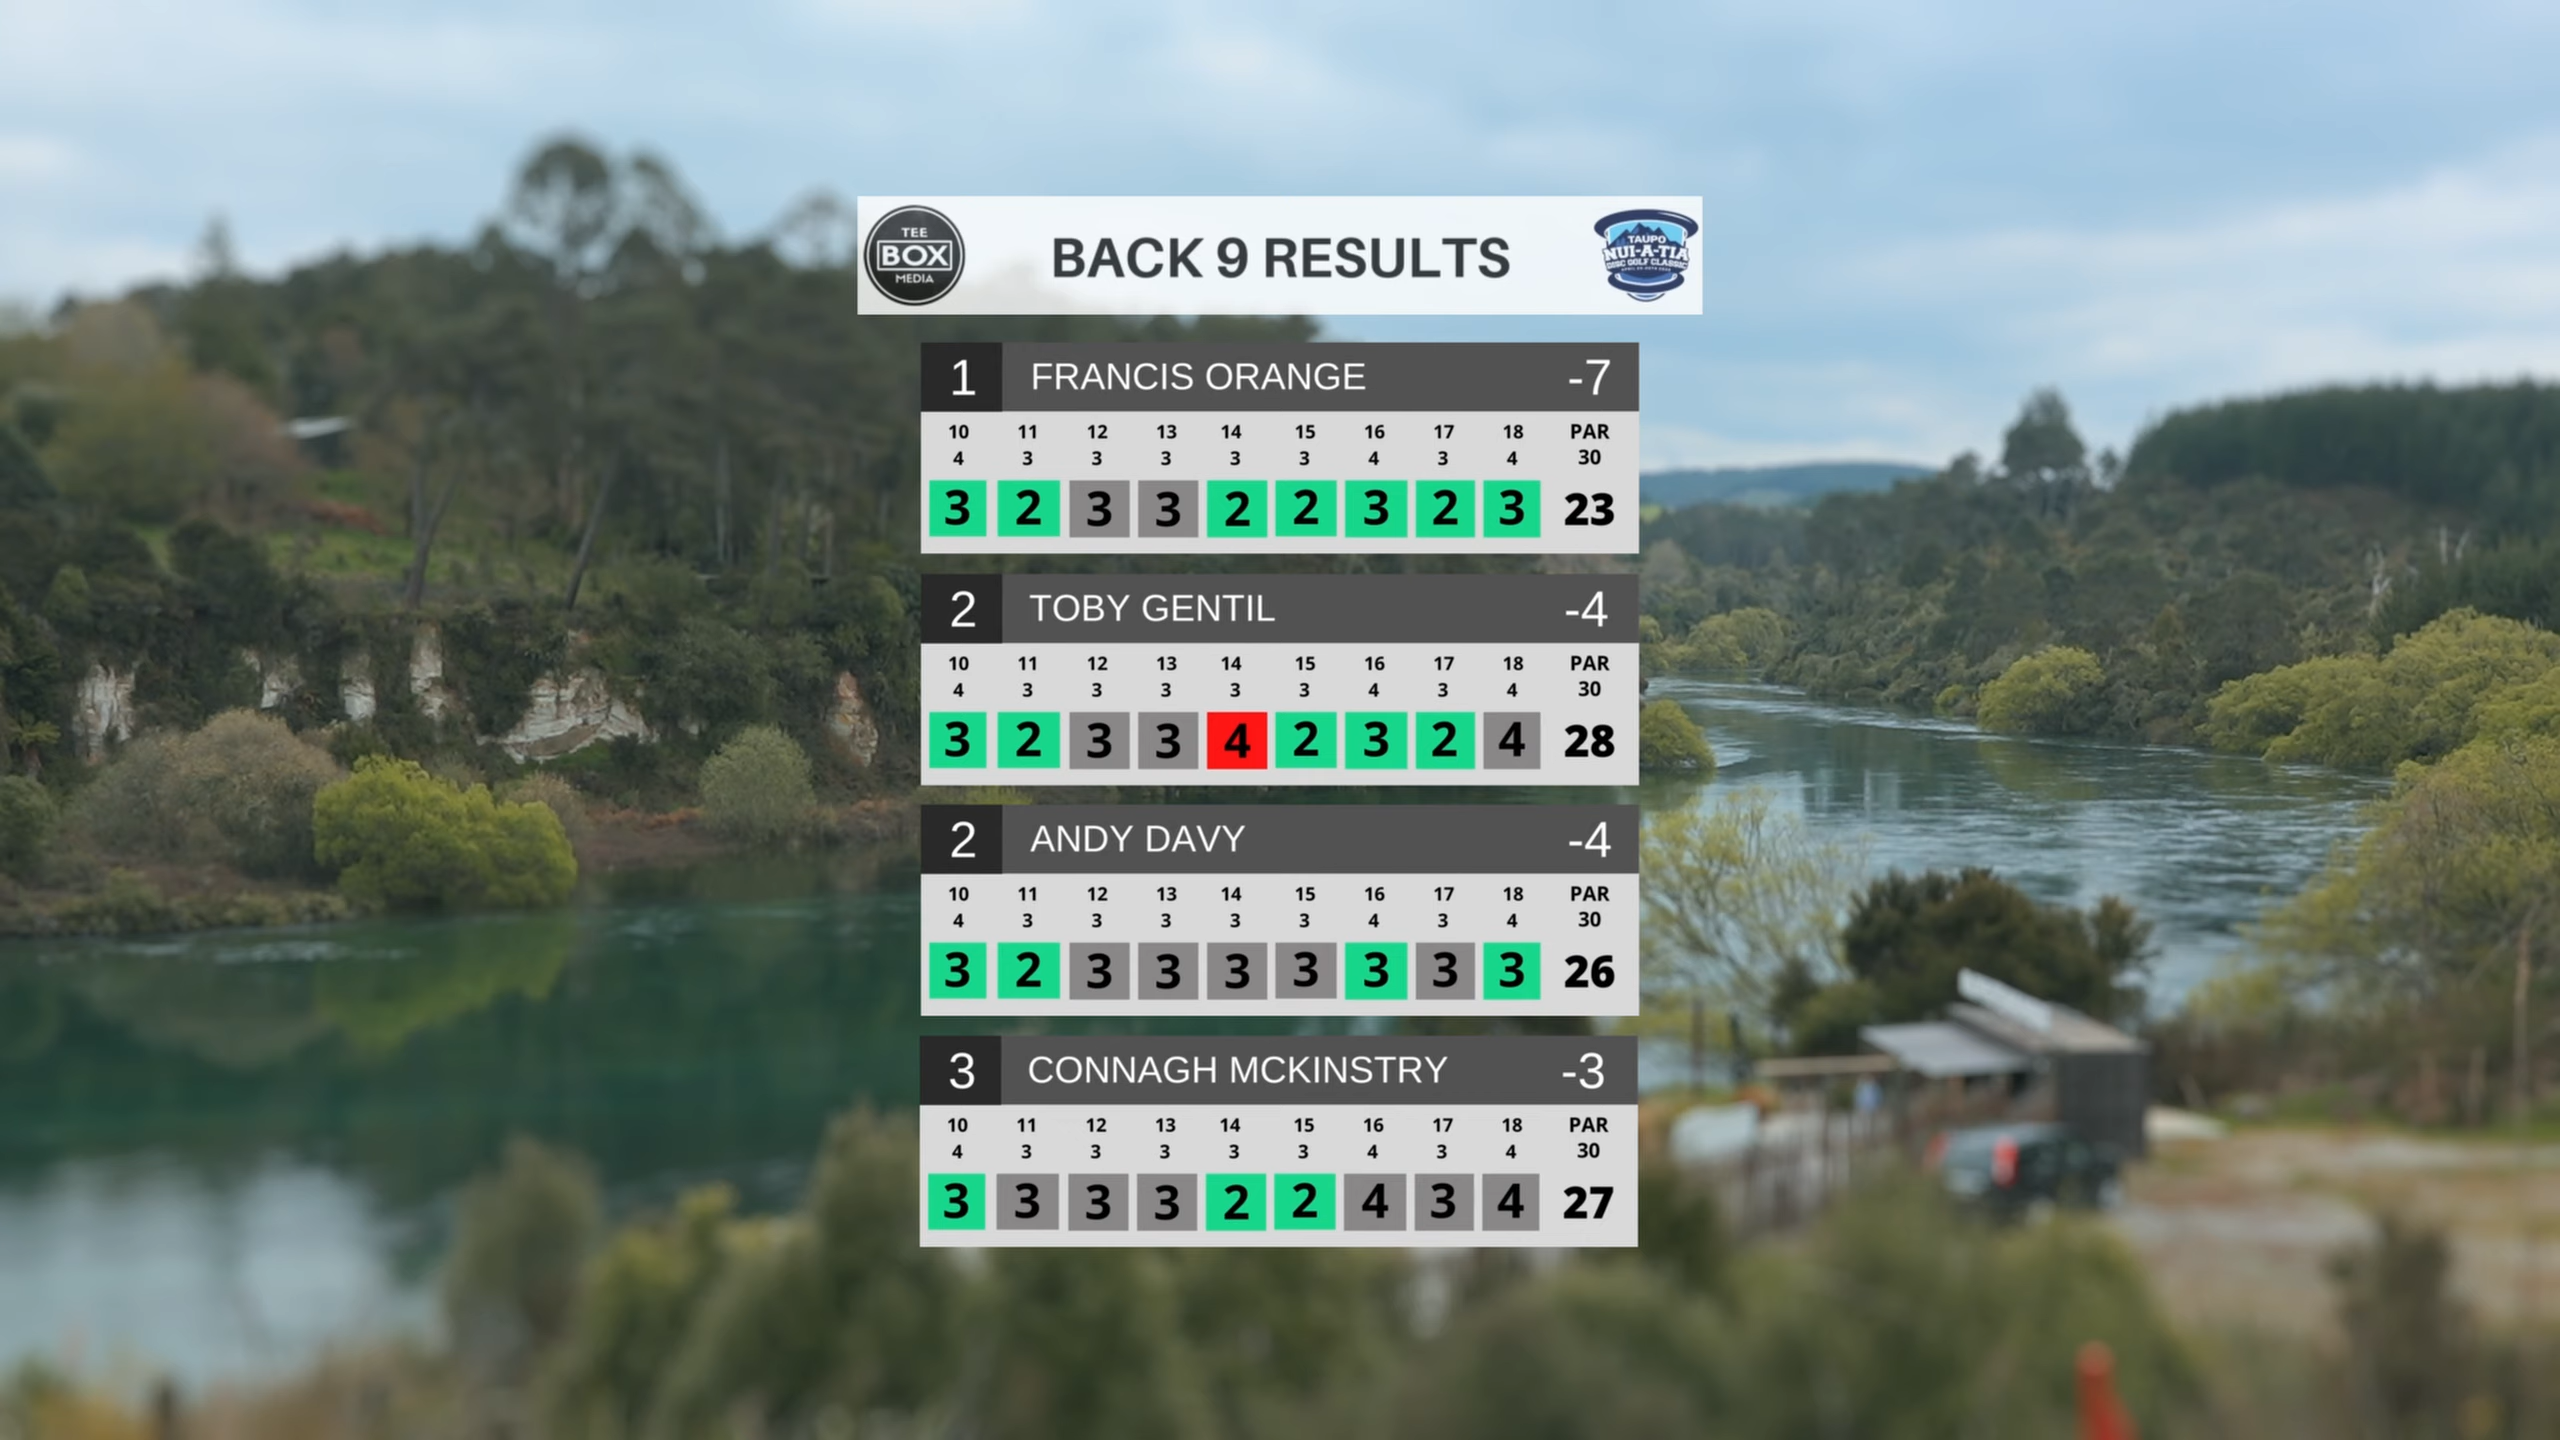 TEE
BOX
MEDIA
BACK 9 RESULTS
TAUPO
NUI-A-TIA
DISC GOLF CLASSIC
1 FRANCIS ORANGE -7
10 11 12 13 14 15 16 17 18 PAR
4 3 3 3 3 3 4 3 4 30
3 2 3 3 2 2 3 2 3 23
2 TOBY GENTIL -4
10 11 12 13 14 15 16 17 18 PAR
4 3 3 3 3 3 4 3 4 30
3 2 3 3 4 2 3 2 4 28
2 ANDY DAVY -4
10 11 12 13 14 15 16 17 18 PAR
4 3 3 3 3 3 4 3 4 30
3 2 3 3 3 3 3 3 3 26
3 CONNAGH MCKINSTRY -3
10 11 12 13 14 15 16 17 18 PAR
4 3 3 3 3 3 4 3 4 30
3 3 3 3 2 2 4 3 4 27